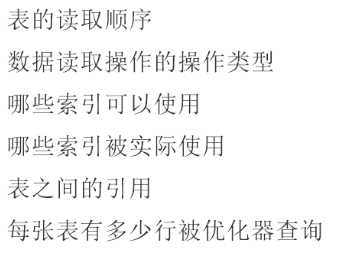 表的读取顺序
数据读取操作的操作类型
哪些索引可以使用
哪些索引被实际使用
表之间的引用
每张表有多少行被优化器查询